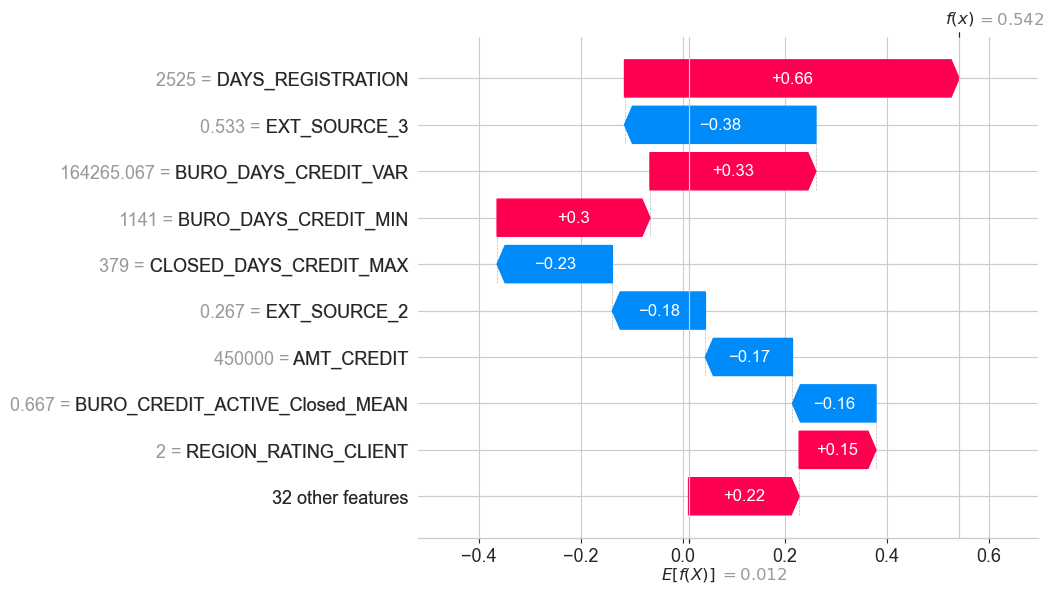 f(x) = 0.542
2525 = DAYS_REGISTRATION
+0.66
0.533 = EXT_SOURCE_3
−0.38
164265.067 = BURO_DAYS_CREDIT_VAR
+0.33
1141 = BURO_DAYS_CREDIT_MIN
+0.3
379 = CLOSED_DAYS_CREDIT_MAX
−0.23
0.267 = EXT_SOURCE_2
−0.18
450000 = AMT_CREDIT
−0.17
0.667 = BURO_CREDIT_ACTIVE_Closed_MEAN
−0.16
2 = REGION_RATING_CLIENT
+0.15
32 other features
+0.22
−0.4 −0.2 0.0 0.2 0.4 0.6
E[f(X)] = 0.012